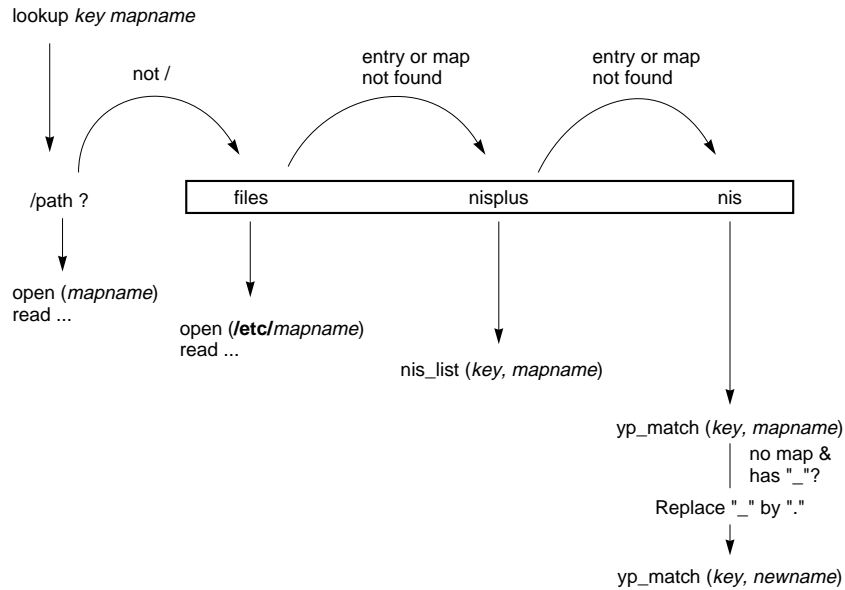 lookup key mapname
not /
entry or map
not found
entry or map
not found
/path ?
files
nisplus
nis
open (mapname)
read ...
open (/etc/mapname)
read ...
nis_list (key, mapname)
yp_match (key, mapname)
no map &
has "_"?
Replace "_" by "."
yp_match (key, newname)